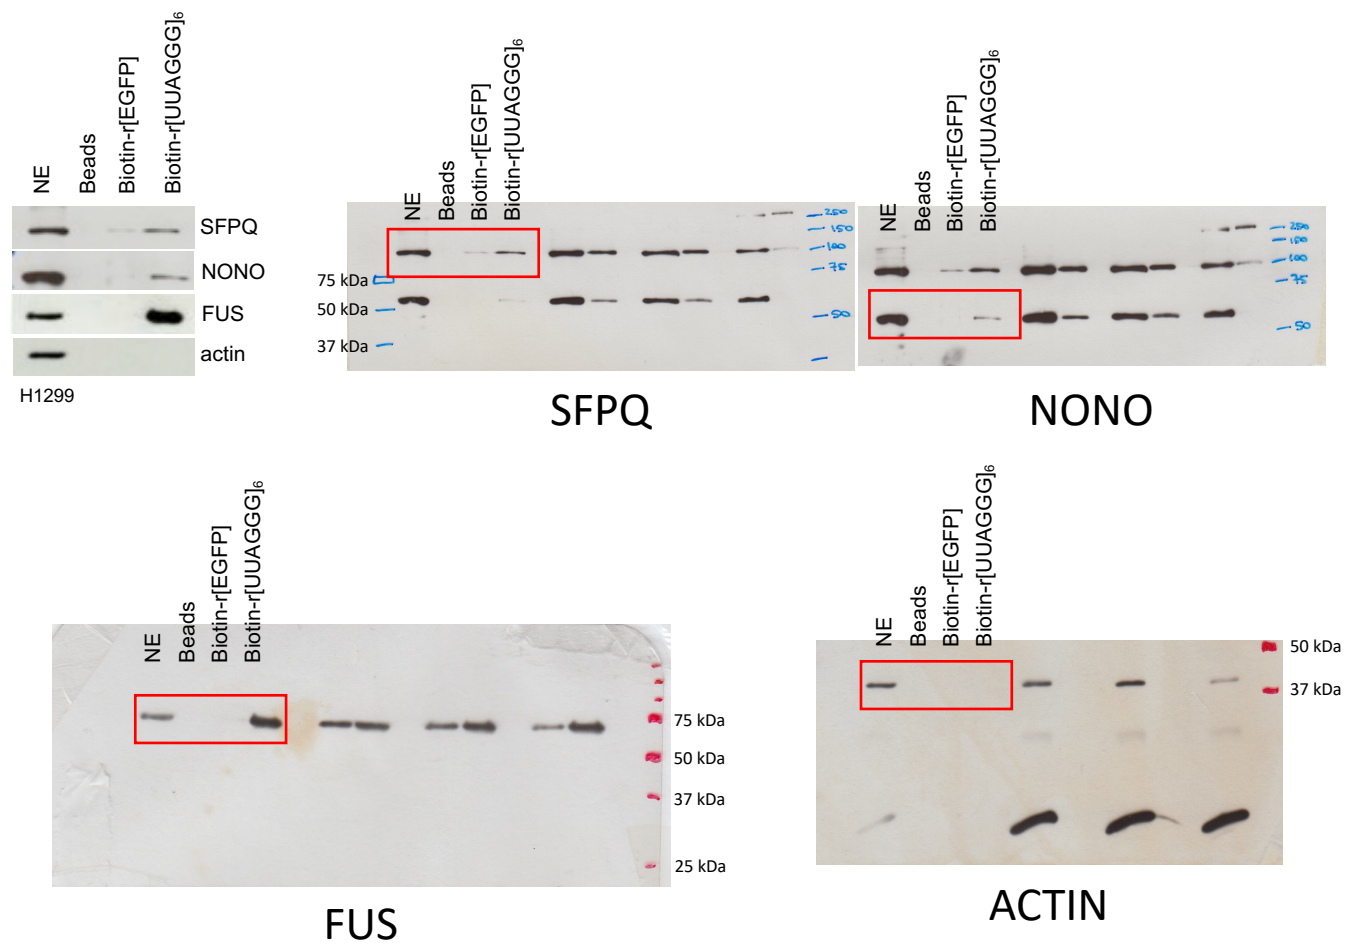 NE
Beads
Biotin-r[EGFP]
Biotin-r[UUAGGG]6
SFPQ
NONO
FUS
actin
H1299
NE
Beads
Biotin-r[EGFP]
Biotin-r[UUAGGG]6
250
150
100
75
50
75 kDa
50 kDa
37 kDa
SFPQ
NE
Beads
Biotin-r[EGFP]
Biotin-r[UUAGGG]6
250
150
100
75
50
NONO
NE
Beads
Biotin-r[EGFP]
Biotin-r[UUAGGG]6
75 kDa
50 kDa
37 kDa
25 kDa
FUS
NE
Beads
Biotin-r[EGFP]
Biotin-r[UUAGGG]6
50 kDa
37 kDa
ACTIN